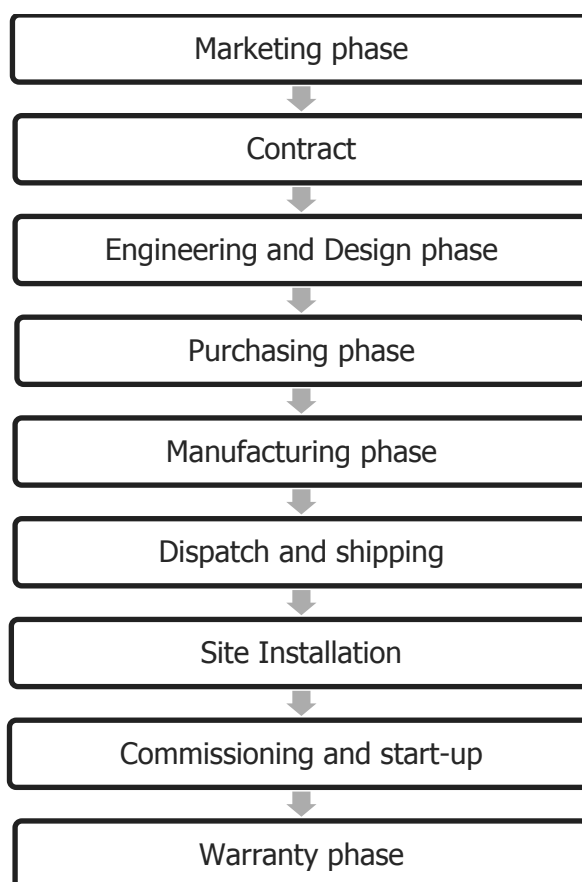 Marketing phase
Contract
Engineering and Design phase
Purchasing phase
Manufacturing phase
Dispatch and shipping
Site Installation
Commissioning and start-up
Warranty phase